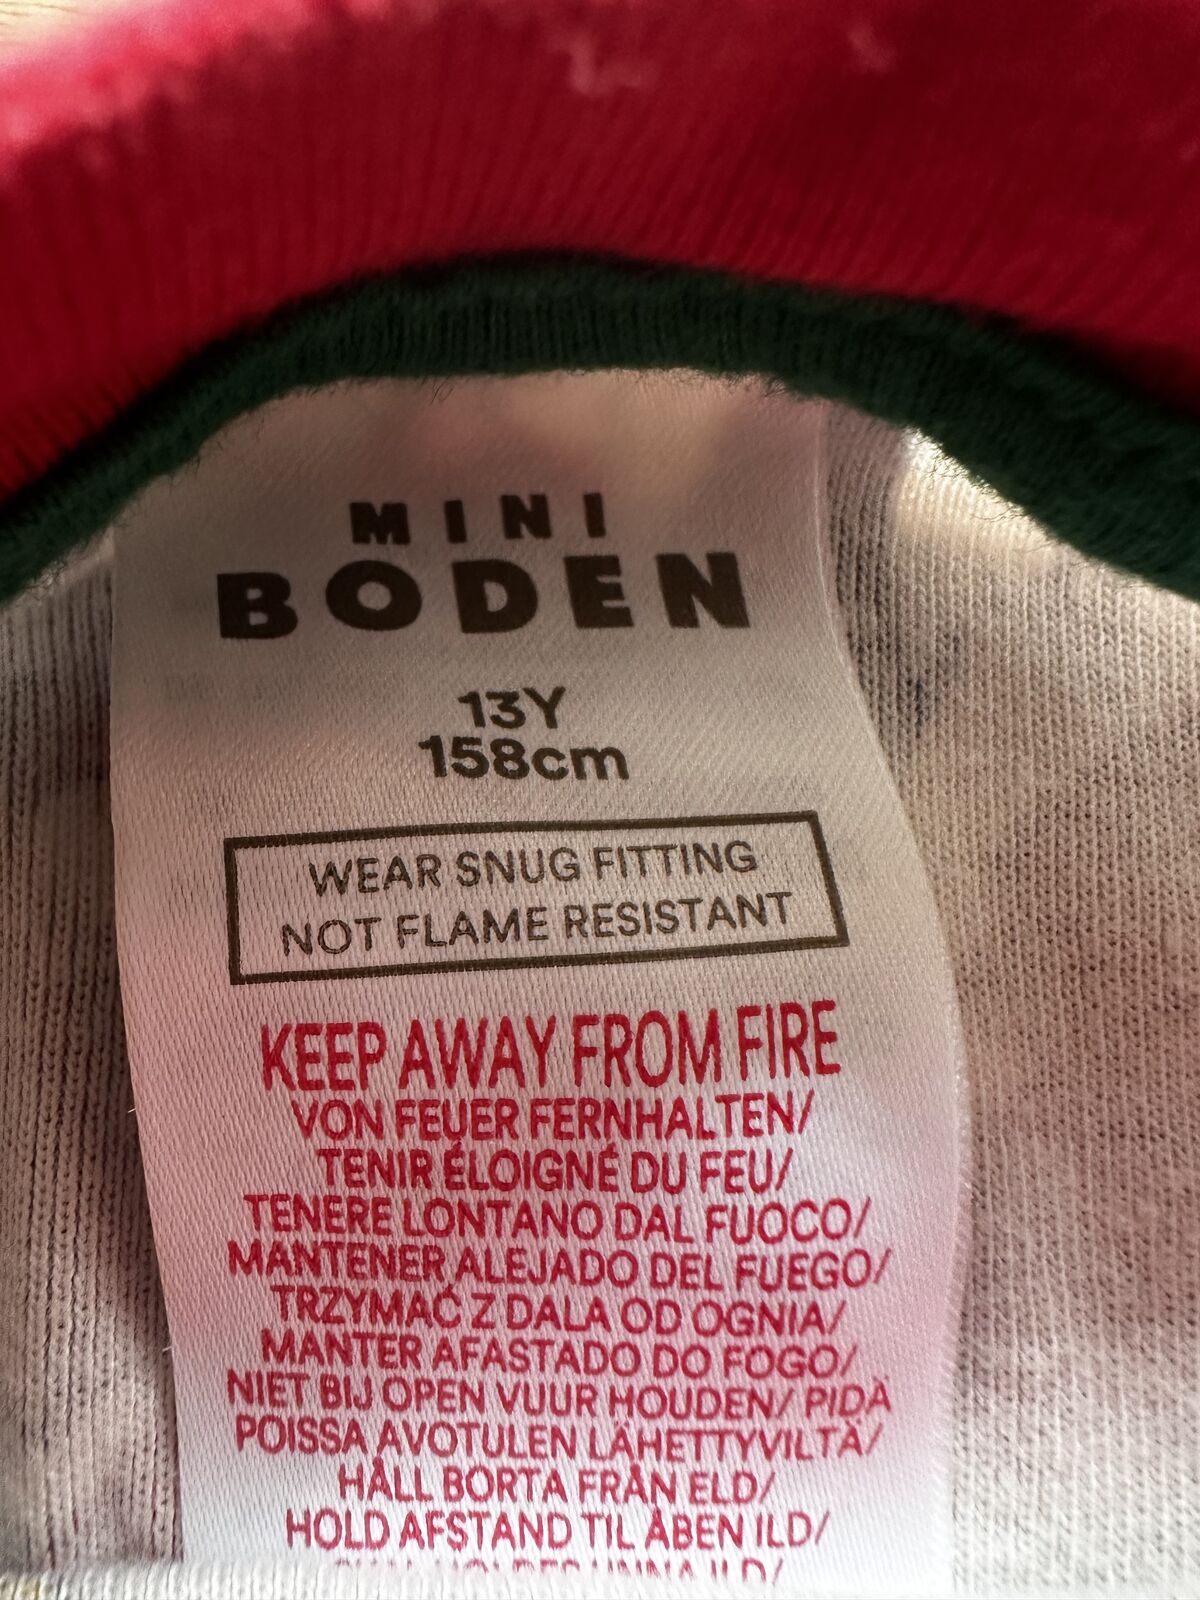 MINI
BODEN
13Y
158cm
WEAR SNUG FITTING
NOT FLAME RESISTANT
KEEP AWAY FROM FIRE
VON FEUER FERNHALTEN/
TENIR ÉLOIGNÉ DU FEU/
TENERE LONTANO DAL FUOCO/
MANTENER ALEJADO DEL FUEGO/
TRZYMAĆ Z DALA OD OGNIA/
MANTER AFASTADO DO FOGO/
NIET BIJ OPEN VUUR HOUDEN/ PIDÄ
POISSA AVOTULEN LÄHETTYVILTÄ/
HÅLL BORTA FRÅN ELD/
HOLD AFSTAND TIL ÅBEN ILD/